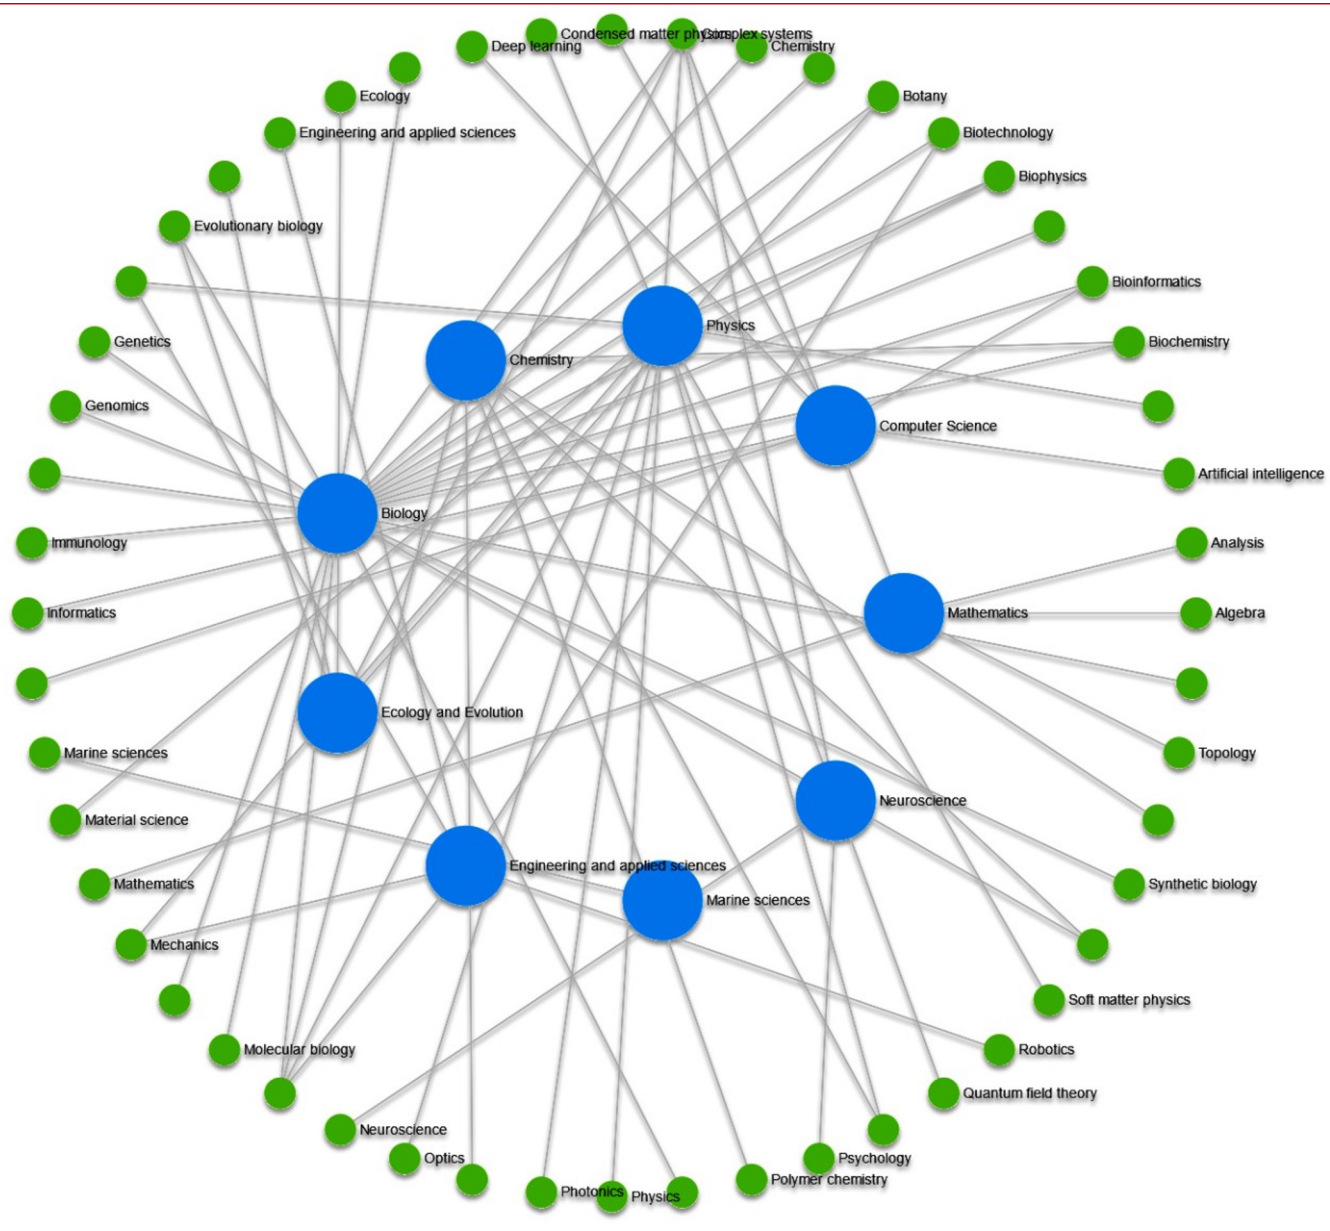 Condensed matter physics
Complex systems
Deep learning
Chemistry
Ecology
Botany
Engineering and applied sciences
Biotechnology
Biophysics
Evolutionary biology
Bioinformatics
Physics
Genetics
Biochemistry
Chemistry
Genomics
Computer Science
Artificial intelligence
Biology
Immunology
Analysis
Informatics
Mathematics
Algebra
Ecology and Evolution
Marine sciences
Topology
Neuroscience
Material science
Engineering and applied sciences
Mathematics
Synthetic biology
Marine sciences
Mechanics
Soft matter physics
Molecular biology
Robotics
Quantum field theory
Neuroscience
Optics
Psychology
Polymer chemistry
Photonics
Physics